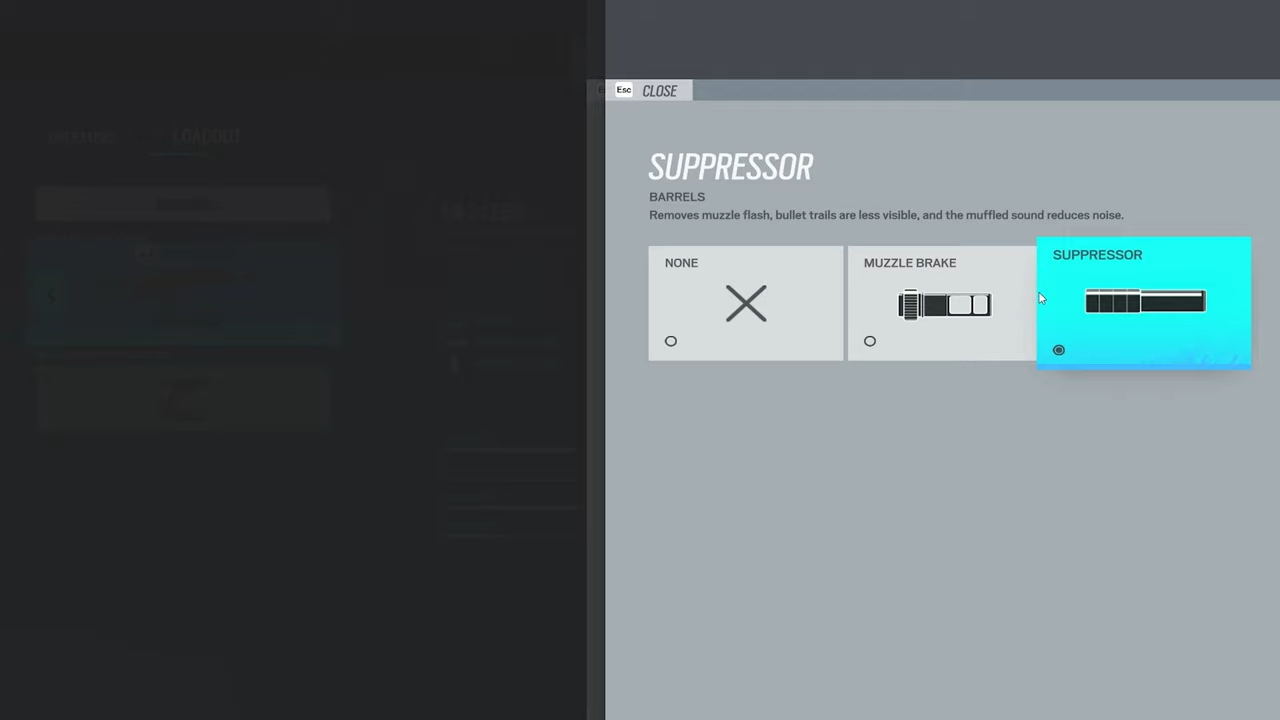 Esc CLOSE
LOADOUT
SUPPRESSOR
BARRELS
Removes muzzle flash, bullet trails are less visible, and the muffled sound reduces noise.
NONE
MUZZLE BRAKE
SUPPRESSOR